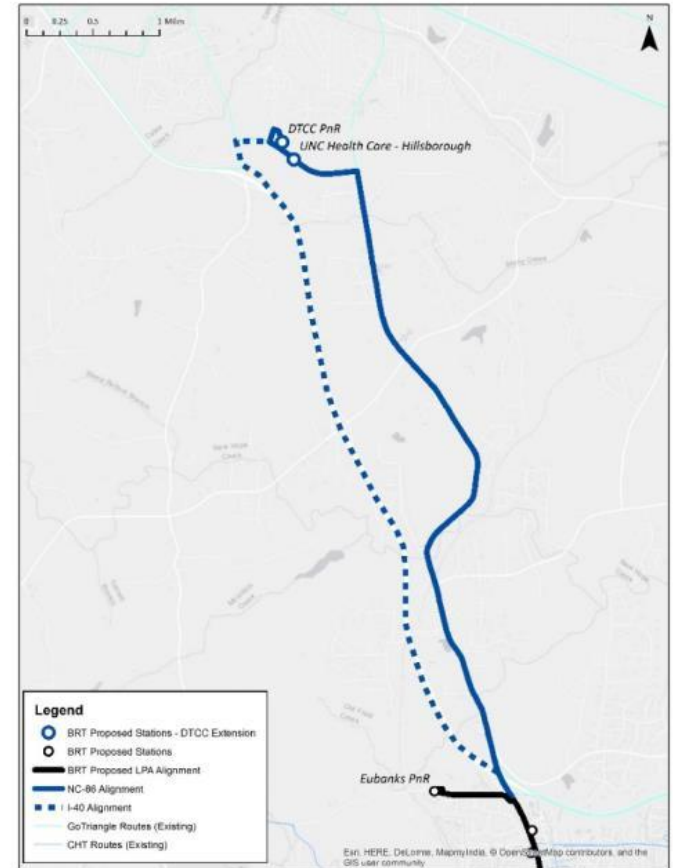 0 0.25 0.5 1 Miles
N
DTCC PnR
UNC Health Care - Hillsborough
Eubanks PnR
Legend
BRT Proposed Stations - DTCC Extension
BRT Proposed Stations
BRT Proposed LPA Alignment
NC-86 Alignment
I-40 Alignment
GoTriangle Routes (Existing)
CHT Routes (Existing)
Esri, HERE, DeLorme, MapmyIndia, © OpenStreetMap contributors, and the
GIS user community